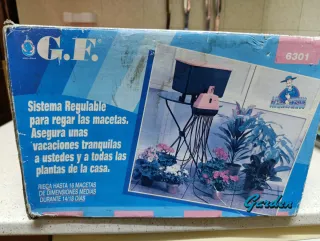 G.F.
6301
Sistema Regulable
para regar las macetas.
Asegura unas
vacaciones tranquilas
a ustedes y a todas las
plantas de la casa.
RIEGA HASTA 18 MACETAS
DE DIMENSIONES MEDIAS
DURANTE 14/18 DIAS
Garden